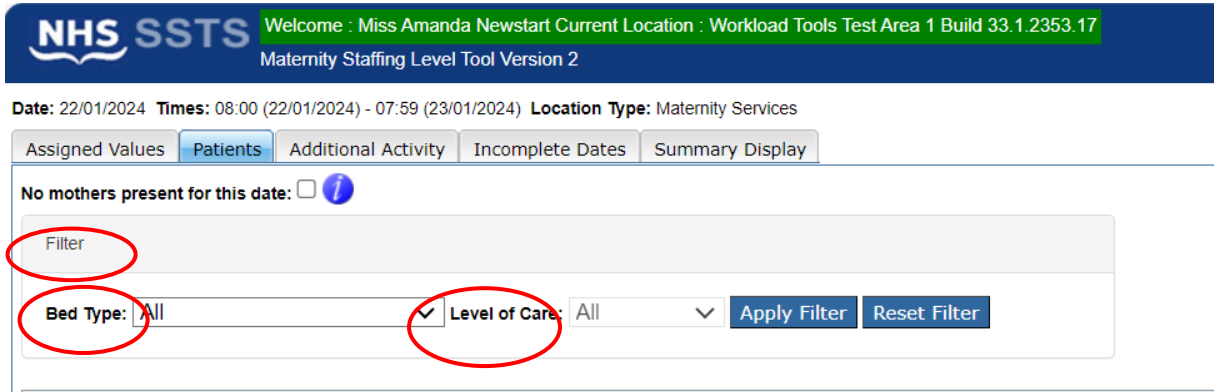 NHS SSTS Welcome : Miss Amanda Newstart Current Location : Workload Tools Test Area 1 Build 33.1.2353.17
Maternity Staffing Level Tool Version 2
Date: 22/01/2024 Times: 08:00 (22/01/2024) - 07:59 (23/01/2024) Location Type: Maternity Services
Assigned Values Patients Additional Activity Incomplete Dates Summary Display
No mothers present for this date: i
Filter
Bed Type: All Level of Care: All Apply Filter Reset Filter